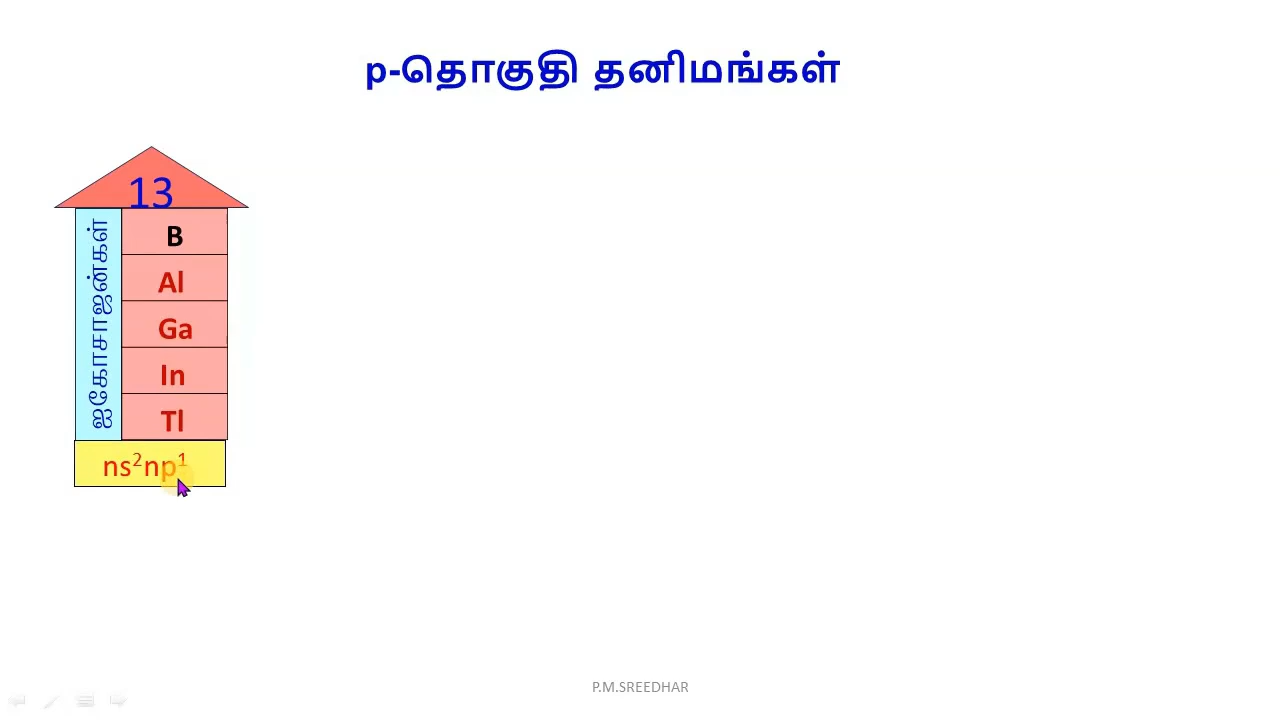 p-தொகுதி தனிமங்கள்
13
ஐகோசாஜன்கள்
B
Al
Ga
In
Tl
ns²np¹
P.M.SREEDHAR